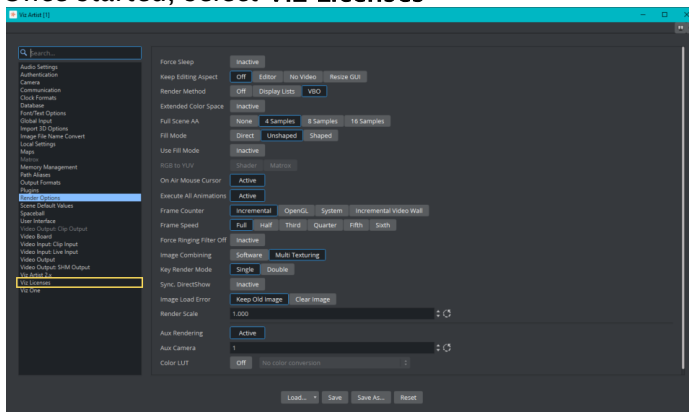 Once started, select Viz Licenses
Viz Artist [1]
Search...
Audio Settings
Authentication
Camera
Communication
Clock Formats
Database
Font/Text Options
Global Input
Import 3D Options
Image File Name Convert
Local Settings
Maps
Matrox
Memory Management
Path Aliases
Output Formats
Plugins
Render Options
Scene Default Values
Spaceball
User Interface
Video Output: Clip Output
Video Board
Video Input: Clip Input
Video Input: Live Input
Video Output
Video Output: SHM Output
Viz Artist 2.x
Viz Licenses
Viz One
Force Sleep Inactive
Keep Editing Aspect Off Editor No Video Resize GUI
Render Method Off Display Lists VBO
Extended Color Space Inactive
Full Scene AA None 4 Samples 8 Samples 16 Samples
Fill Mode Direct Unshaped Shaped
Use Fill Mode Inactive
RGB to YUV Shader Matrox
On Air Mouse Cursor Active
Execute All Animations Active
Frame Counter Incremental OpenGL System Incremental Video Wall
Frame Speed Full Half Third Quarter Fifth Sixth
Force Ringing Filter Off Inactive
Image Combining Software Multi Texturing
Key Render Mode Single Double
Sync. DirectShow Inactive
Image Load Error Keep Old Image Clear Image
Render Scale 1.000
Aux Rendering Active
Aux Camera 1
Color LUT Off No color conversion
Load... Save Save As... Reset